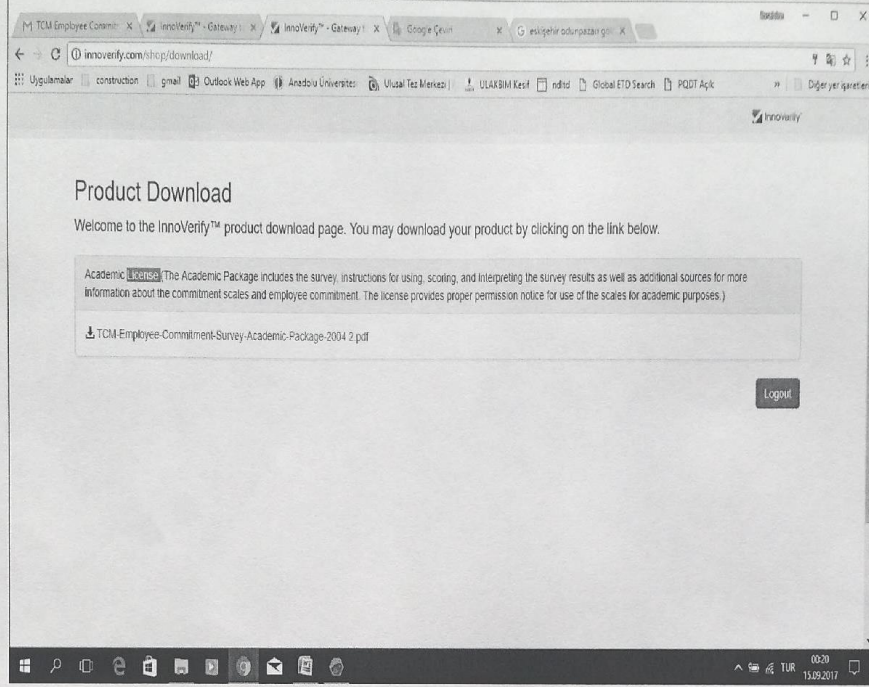 M TCM Employee Commit
InnoVerify™ - Gateway t
InnoVerify™ - Gateway t
Google Çeviri
G eskişehir odunpazarı
innoverify.com/shop/download/
Uygulamalar construction gmail Outlook Web App Anadolu Üniversites Ulusal Tez Merkezi | ULAKBIM Kesif ndltd Global ETD Search PQDT Açık » Diğer yer işaretleri
InnoVerify
Product Download
Welcome to the InnoVerify™ product download page. You may download your product by clicking on the link below.
Academic License (The Academic Package includes the survey, instructions for using, scoring, and interpreting the survey results as well as additional sources for more
information about the commitment scales and employee commitment. The license provides proper permission notice for use of the scales for academic purposes.)
TCM-Employee-Commitment-Survey-Academic-Package-2004 2.pdf
Logout
TUR
00:20
15.09.2017